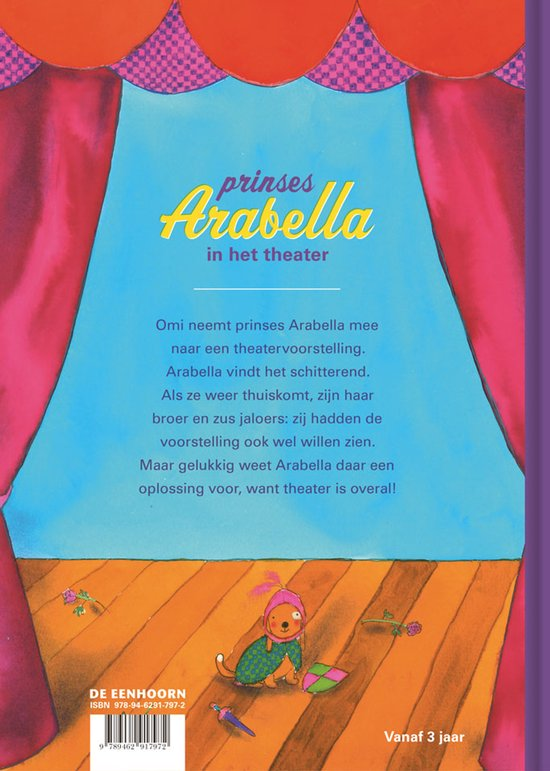 prinses
Arabella
in het theater
Omi neemt prinses Arabella mee
naar een theatervoorstelling.
Arabella vindt het schitterend.
Als ze weer thuiskomt, zijn haar
broer en zus jaloers: zij hadden de
voorstelling ook wel willen zien.
Maar gelukkig weet Arabella daar een
oplossing voor, want theater is overal!
DE EENHOORN
ISBN 978-94-6291-797-2
9 789462 917972
Vanaf 3 jaar